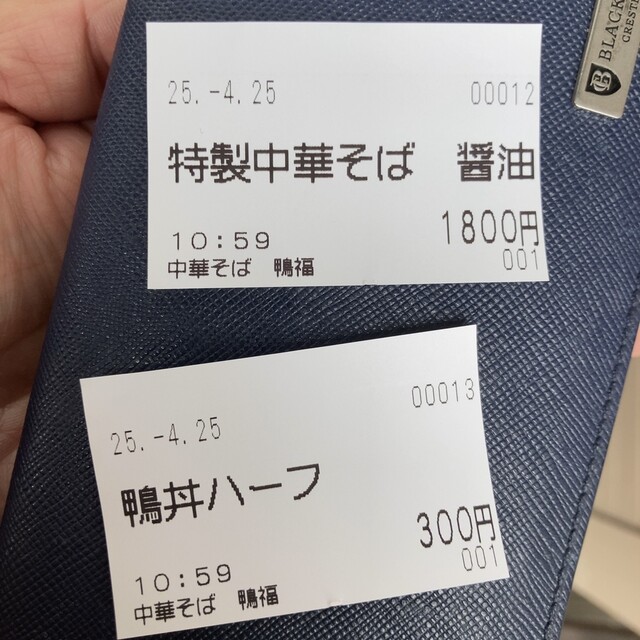 BLACK
CREST
25.-4.25 00012
特製中華そば 醤油
1800円
10:59 001
中華そば 鴨福
00013
25.-4.25
鴨丼ハーフ
300円
10:59 001
中華そば 鴨福